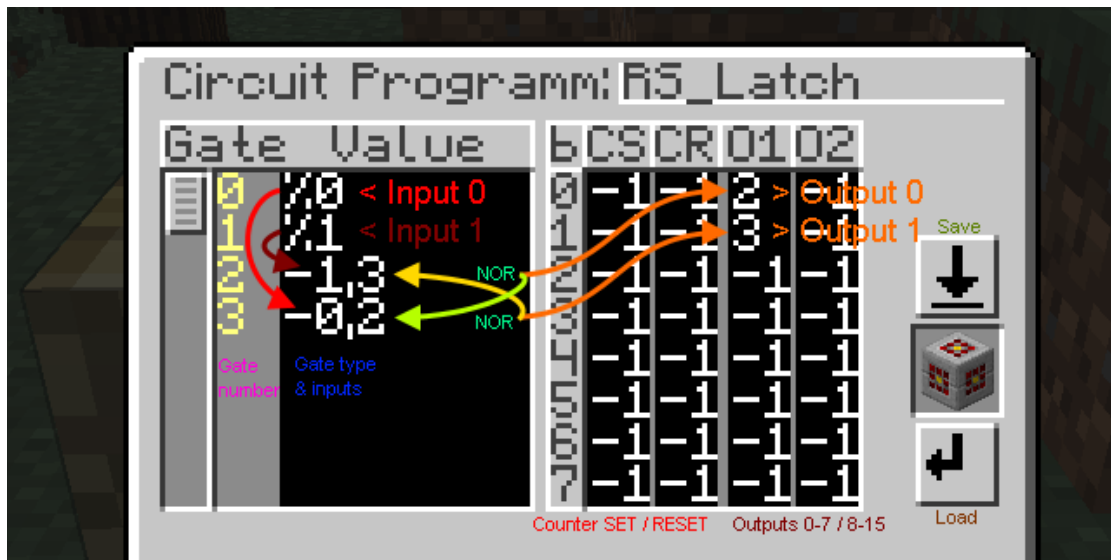 Circuit Programm: RS_Latch
Gate Value
b CS CR O1 O2
0 %0 < Input 0
1 %1 < Input 1
2 -1,3 NOR
3 -0,2 NOR
Gate number
Gate type & inputs
0 -1 -1 2 > Output 0 -1
1 -1 -1 3 > Output 1 -1
2 -1 -1 -1 -1
3 -1 -1 -1 -1
4 -1 -1 -1 -1
5 -1 -1 -1 -1
6 -1 -1 -1 -1
7 -1 -1 -1 -1
Save
Load
Counter SET / RESET
Outputs 0-7 / 8-15